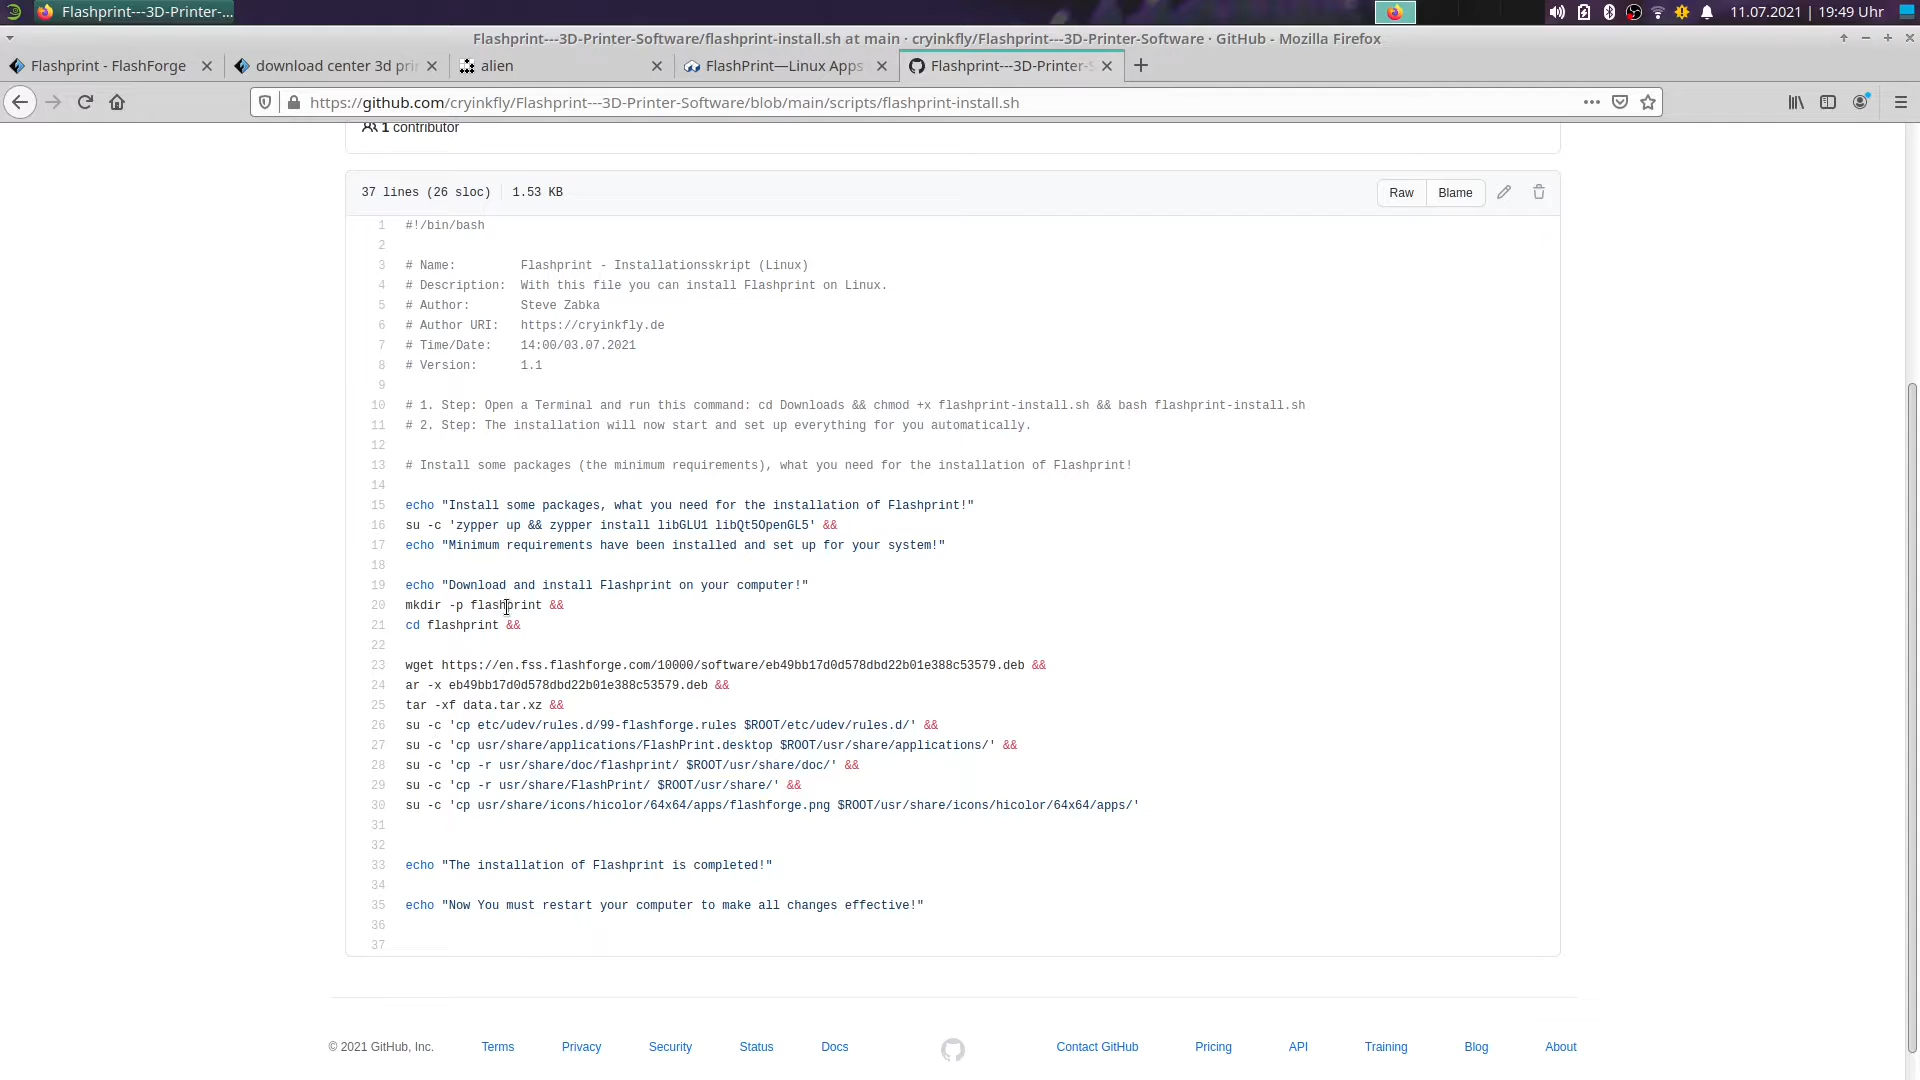 Flashprint---3D-Printer-...
11.07.2021 | 19:49 Uhr
Flashprint---3D-Printer-Software/flashprint-install.sh at main · cryinkfly/Flashprint---3D-Printer-Software · GitHub - Mozilla Firefox
Flashprint - FlashForge
download center 3d prin
alien
FlashPrint—Linux Apps
Flashprint---3D-Printer-S
https://github.com/cryinkfly/Flashprint---3D-Printer-Software/blob/main/scripts/flashprint-install.sh
1 contributor
37 lines (26 sloc) 1.53 KB
Raw
Blame
1 #!/bin/bash
2
3 # Name: Flashprint - Installationsskript (Linux)
4 # Description: With this file you can install Flashprint on Linux.
5 # Author: Steve Zabka
6 # Author URI: https://cryinkfly.de
7 # Time/Date: 14:00/03.07.2021
8 # Version: 1.1
9
10 # 1. Step: Open a Terminal and run this command: cd Downloads && chmod +x flashprint-install.sh && bash flashprint-install.sh
11 # 2. Step: The installation will now start and set up everything for you automatically.
12
13 # Install some packages (the minimum requirements), what you need for the installation of Flashprint!
14
15 echo "Install some packages, what you need for the installation of Flashprint!"
16 su -c 'zypper up && zypper install libGLU1 libQt5OpenGL5' &&
17 echo "Minimum requirements have been installed and set up for your system!"
18
19 echo "Download and install Flashprint on your computer!"
20 mkdir -p flashprint &&
21 cd flashprint &&
22
23 wget https://en.fss.flashforge.com/10000/software/eb49bb17d0d578dbd22b01e388c53579.deb &&
24 ar -x eb49bb17d0d578dbd22b01e388c53579.deb &&
25 tar -xf data.tar.xz &&
26 su -c 'cp etc/udev/rules.d/99-flashforge.rules $ROOT/etc/udev/rules.d/' &&
27 su -c 'cp usr/share/applications/FlashPrint.desktop $ROOT/usr/share/applications/' &&
28 su -c 'cp -r usr/share/doc/flashprint/ $ROOT/usr/share/doc/' &&
29 su -c 'cp -r usr/share/FlashPrint/ $ROOT/usr/share/' &&
30 su -c 'cp usr/share/icons/hicolor/64x64/apps/flashforge.png $ROOT/usr/share/icons/hicolor/64x64/apps/'
31
32
33 echo "The installation of Flashprint is completed!"
34
35 echo "Now You must restart your computer to make all changes effective!"
36
37
© 2021 GitHub, Inc.
Terms
Privacy
Security
Status
Docs
Contact GitHub
Pricing
API
Training
Blog
About